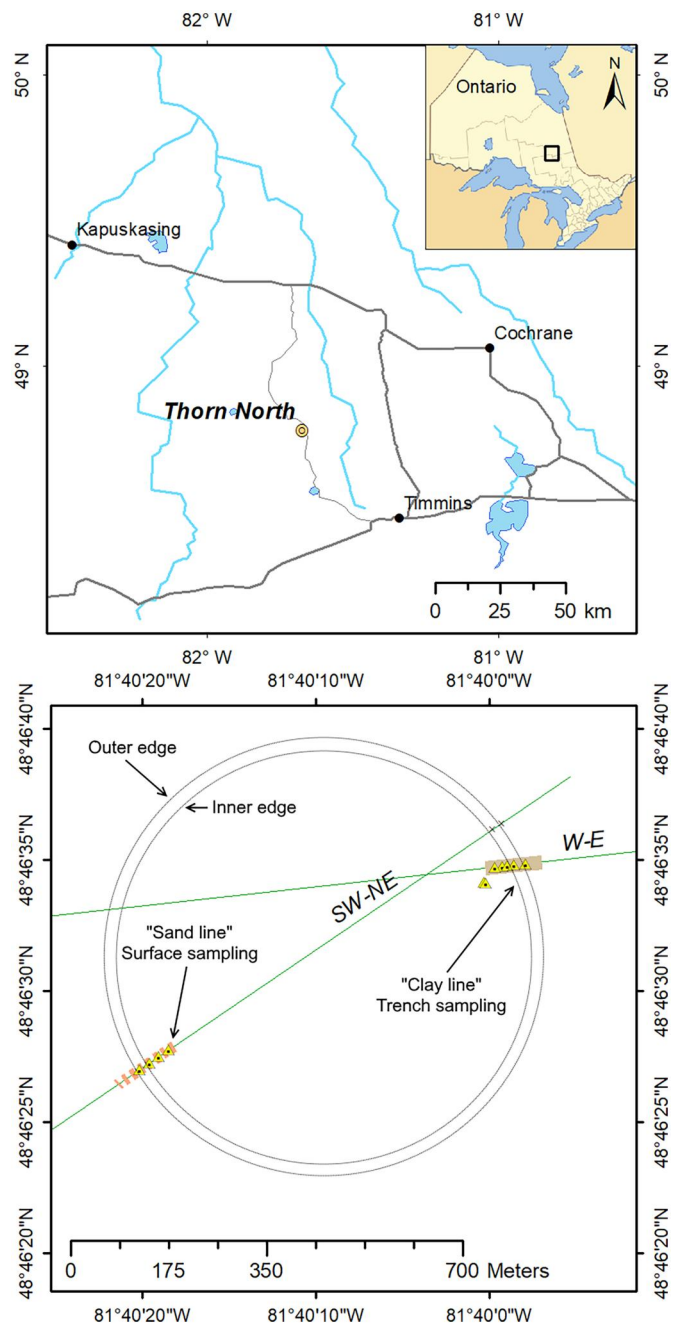 82° W 81° W
50° N 50° N
Ontario
N
Kapuskasing
Cochrane
49° N 49° N
Thorn North
Timmins
0 25 50 km
82° W 81° W
81°40'20"W 81°40'10"W 81°40'0"W
48°46'40"N 48°46'40"N
Outer edge
Inner edge
W-E
48°46'35"N 48°46'35"N
SW-NE
"Sand line"
Surface sampling
"Clay line"
Trench sampling
48°46'30"N 48°46'30"N
48°46'25"N 48°46'25"N
48°46'20"N 48°46'20"N
0 175 350 700 Meters
81°40'20"W 81°40'10"W 81°40'0"W